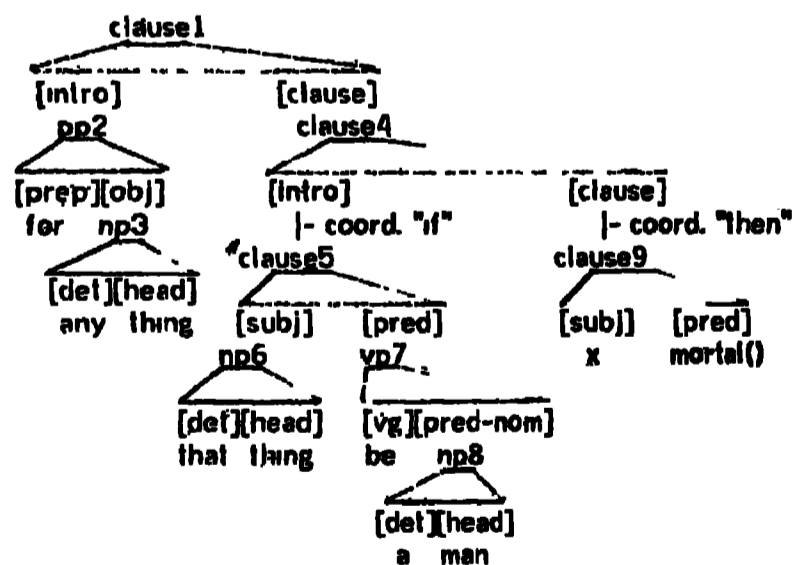 clause1
[intro] [clause]
pp2 clause4
[prep][obj] [intro] [clause]
for np3 |- coord. "if" |- coord. "then"
clause5 clause9
[det][head] [subj] [pred] [subj] [pred]
any thing np6 vp7 x mortal()
[det][head] [vg][pred-nom]
that thing be np8
[det][head]
a man